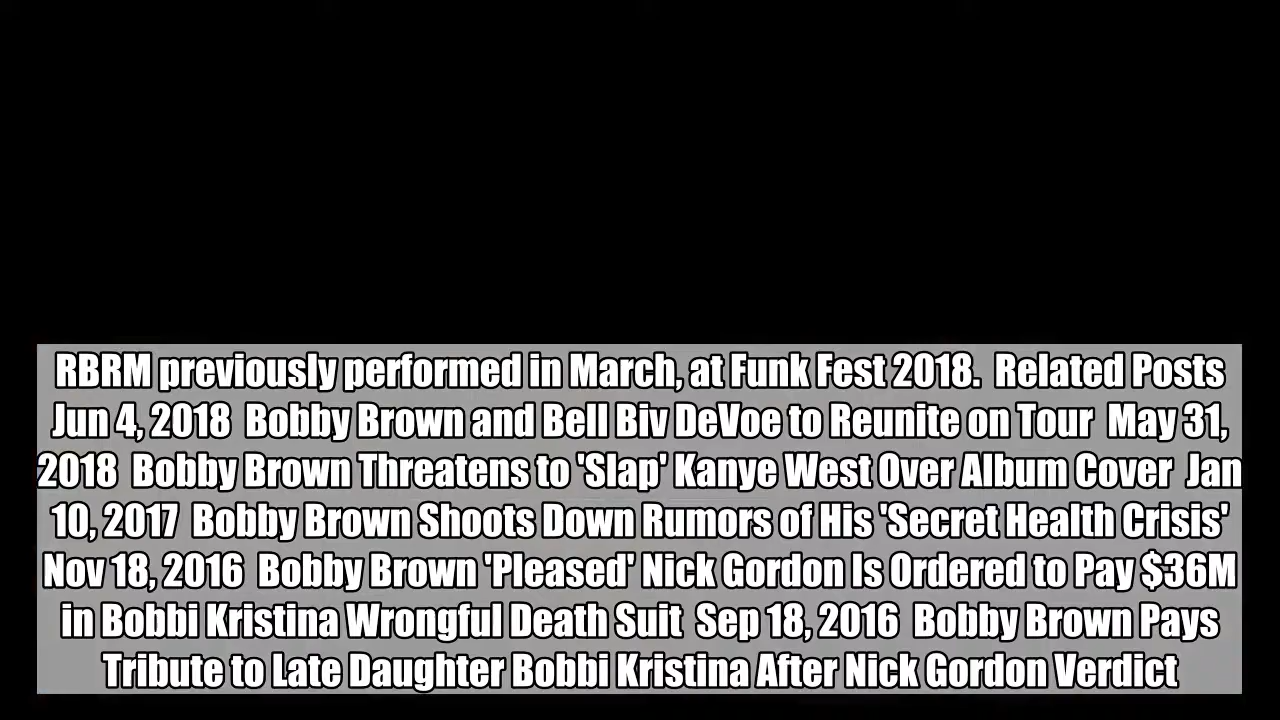 RBRM previously performed in March, at Funk Fest 2018.  Related Posts
Jun 4, 2018  Bobby Brown and Bell Biv DeVoe to Reunite on Tour  May 31,
2018  Bobby Brown Threatens to 'Slap' Kanye West Over Album Cover  Jan
10, 2017  Bobby Brown Shoots Down Rumors of His 'Secret Health Crisis'
Nov 18, 2016  Bobby Brown 'Pleased' Nick Gordon Is Ordered to Pay $36M
in Bobbi Kristina Wrongful Death Suit  Sep 18, 2016  Bobby Brown Pays
Tribute to Late Daughter Bobbi Kristina After Nick Gordon Verdict